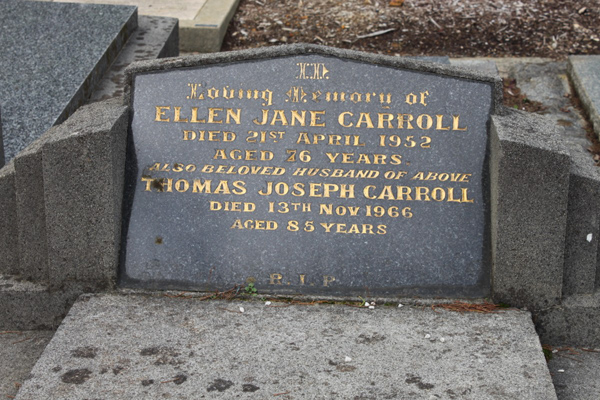 IN
Loving Memory of
ELLEN JANE CARROLL
DIED 21ST APRIL 1952
AGED 76 YEARS
ALSO BELOVED HUSBAND OF ABOVE
THOMAS JOSEPH CARROLL
DIED 13TH NOV 1966
AGED 85 YEARS
R I P